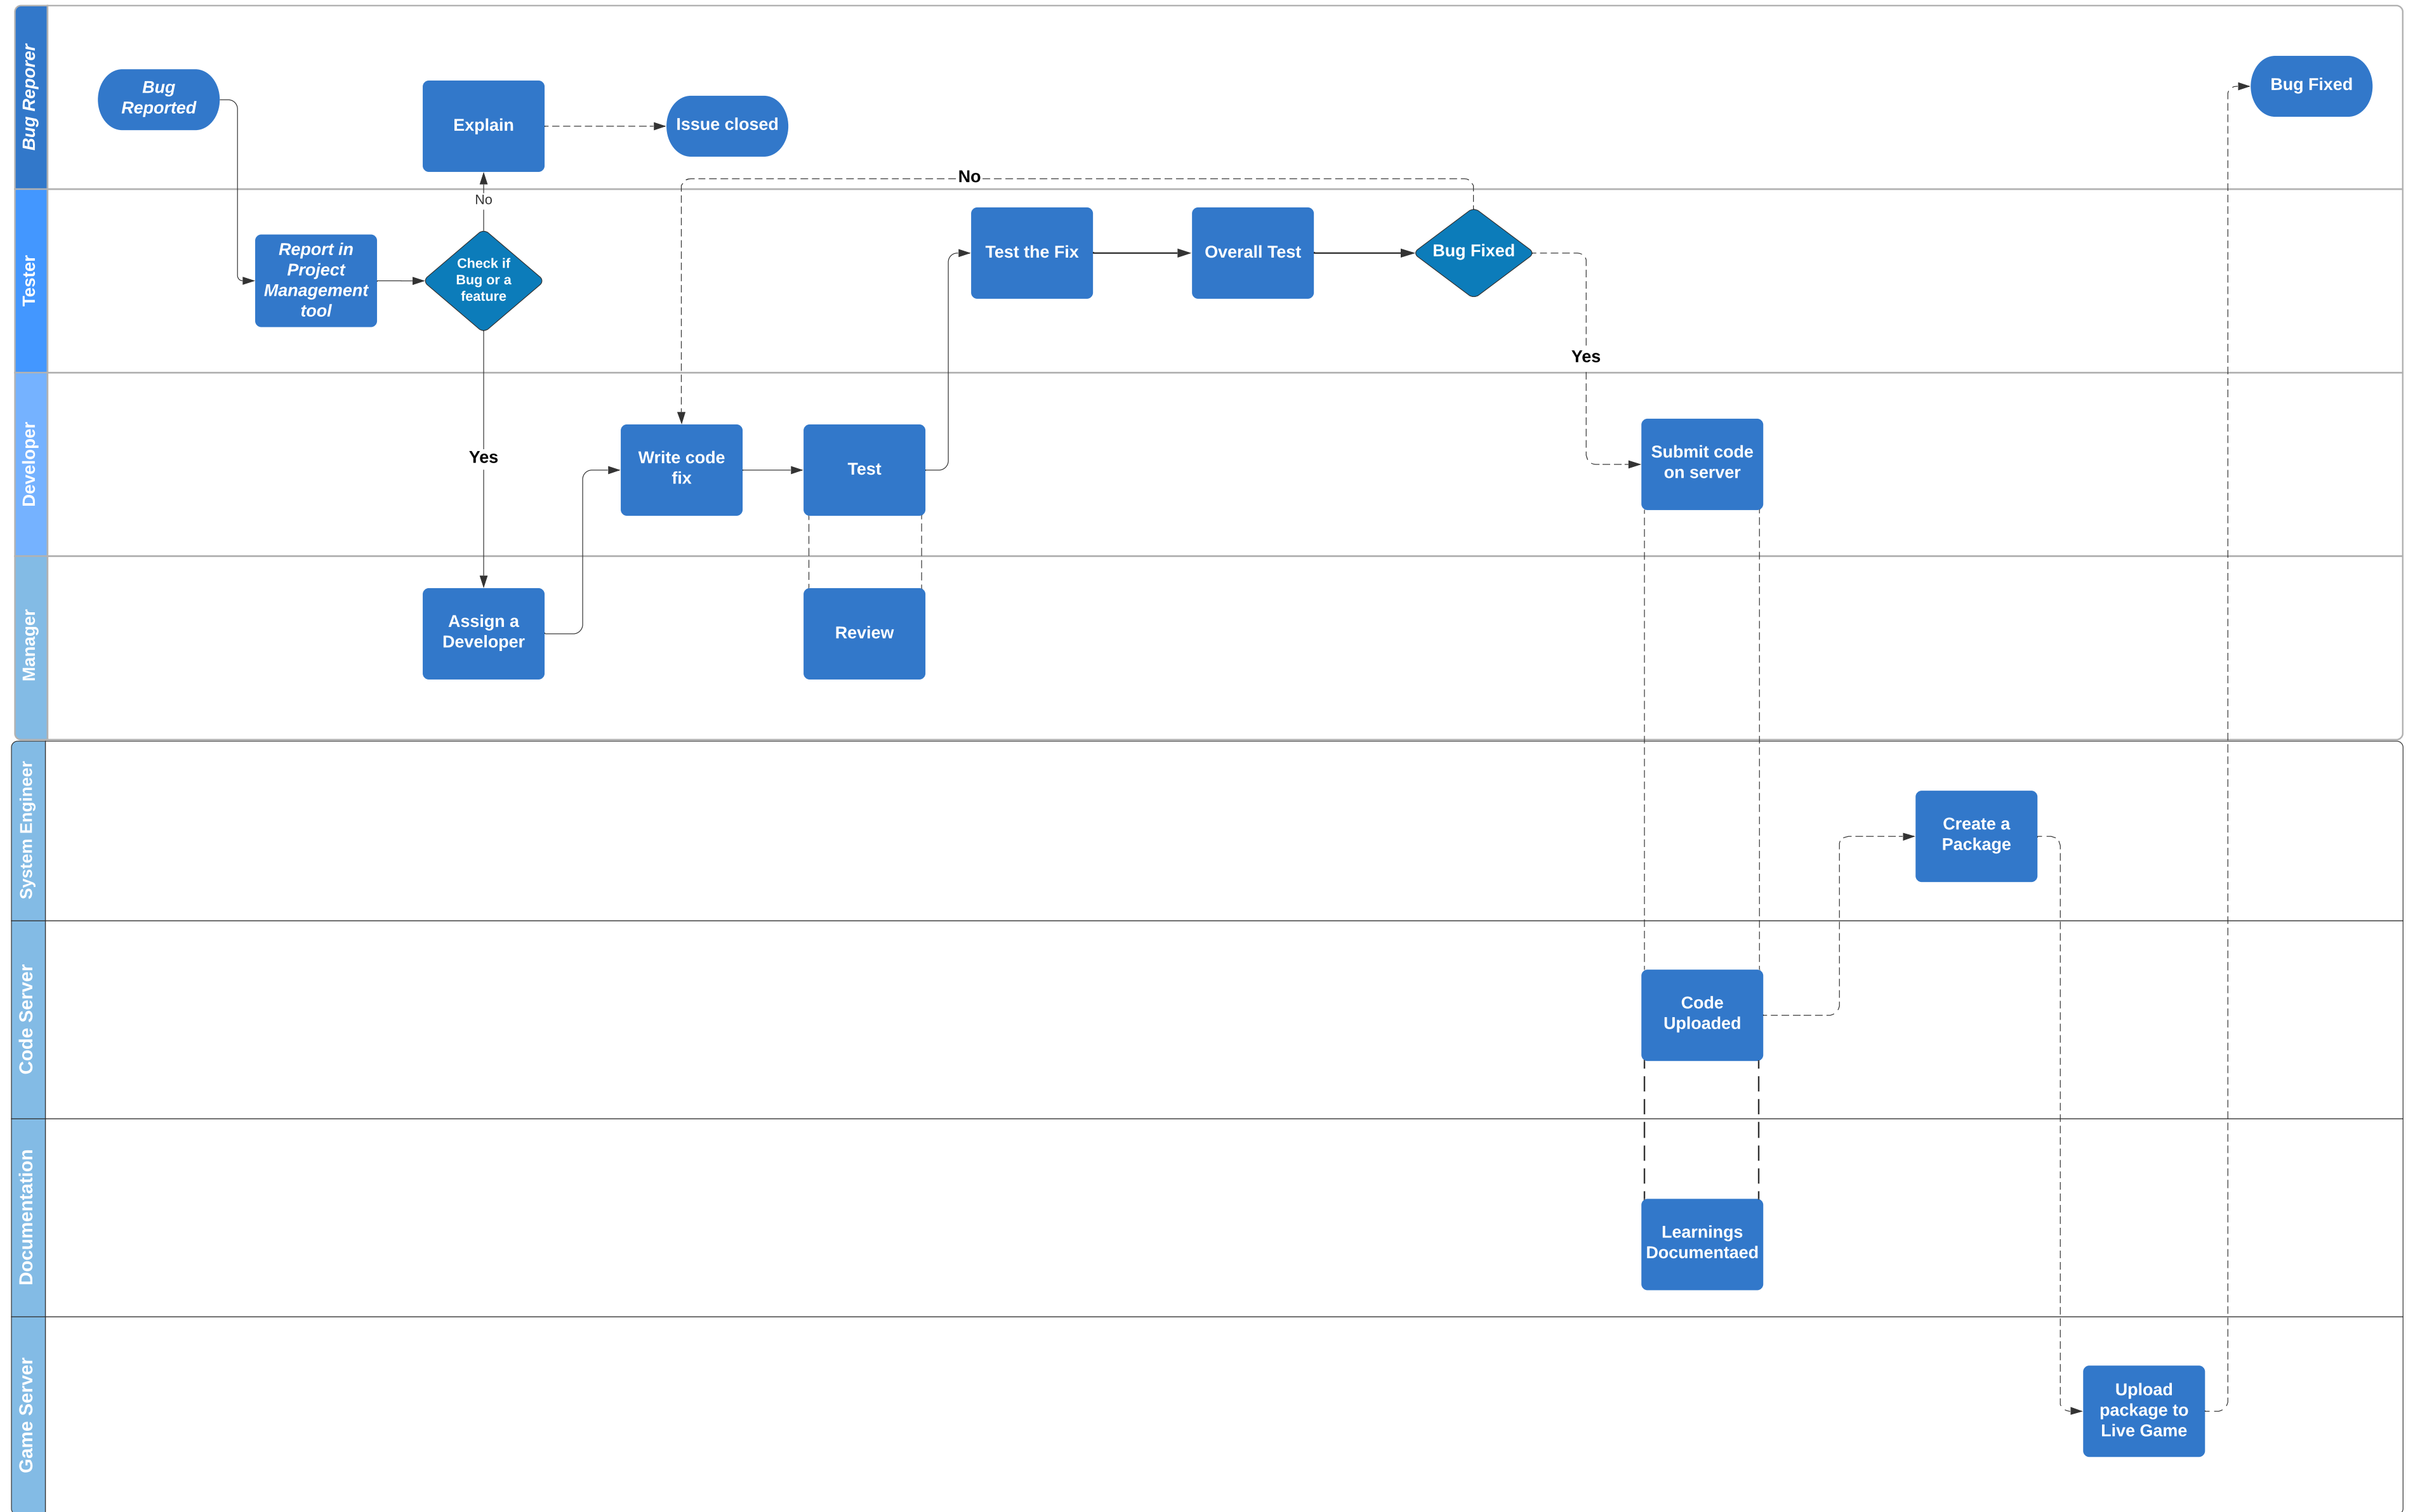 Bug Reporer
Bug
Reported
Explain
Issue closed
Bug Fixed
No
No
Tester
Report in
Project
Management
tool
Check if
Bug or a
feature
Test the Fix
Overall Test
Bug Fixed
Yes
Developer
Yes
Write code
fix
Test
Submit code
on server
Manager
Assign a
Developer
Review
System Engineer
Create a
Package
Code Server
Code
Uploaded
Documentation
Learnings
Documentaed
Game Server
Upload
package to
Live Game